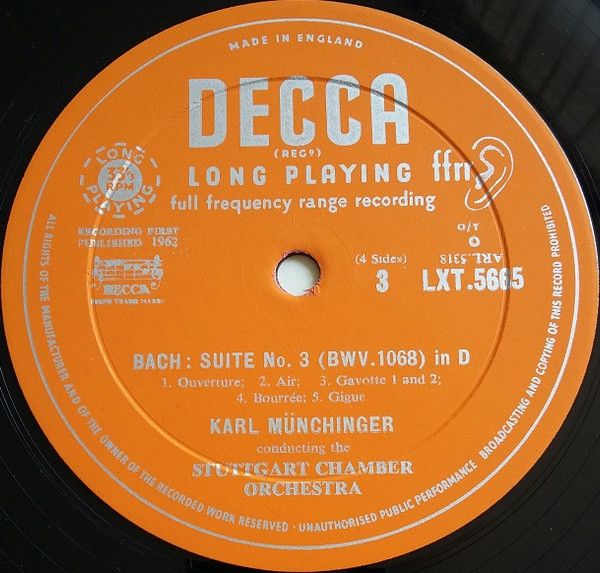 MADE IN ENGLAND
DECCA
(REGD)
LONG PLAYING
ffrr
full frequency range recording
LONG PLAYING
33⅓
RPM
RECORDING FIRST
PUBLISHED 1962
DECCA
(4 Sides)
3
LXT.5665
ARL.5318
O
I/O
BACH: SUITE No. 3 (BWV.1068) in D
1. Ouverture; 2. Air; 3. Gavotte 1 and 2;
4. Bourrée; 5. Gigue
KARL MÜNCHINGER
conducting the
STUTTGART CHAMBER
ORCHESTRA
ALL RIGHTS OF THE MANUFACTURER AND OF THE OWNER OF THE RECORDED WORK RESERVED · UNAUTHORISED PUBLIC PERFORMANCE BROADCASTING AND COPYING OF THIS RECORD PROHIBITED